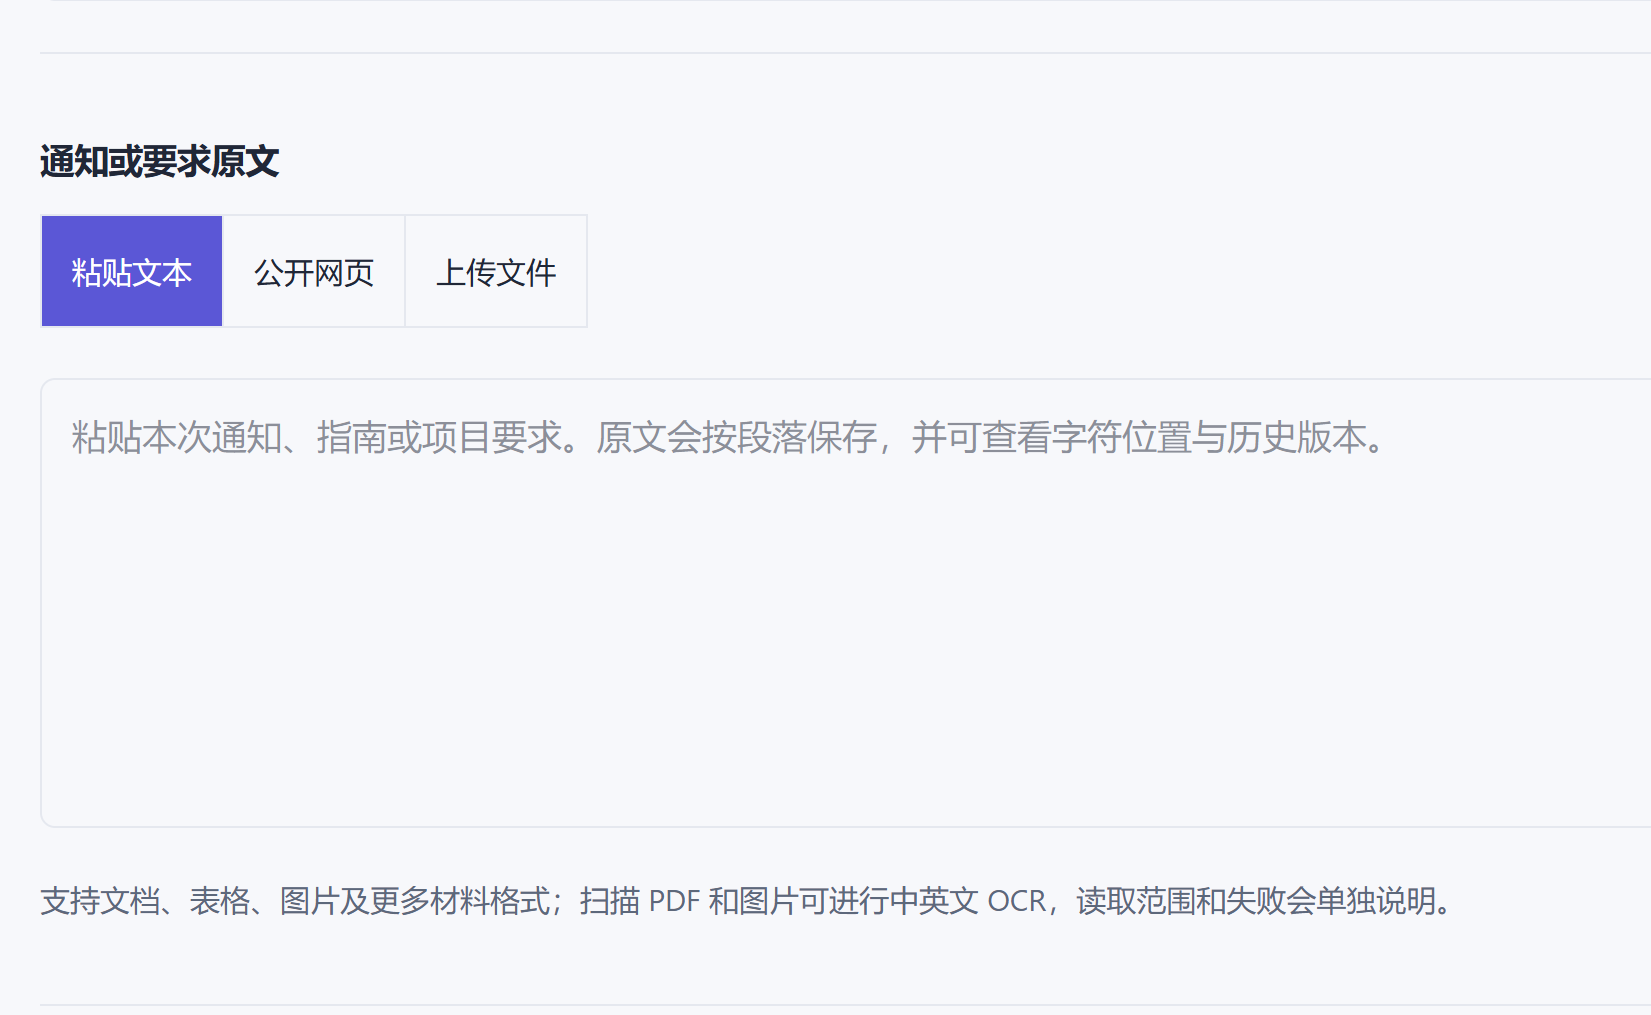 通知或要求原文
粘贴文本 公开网页 上传文件
粘贴本次通知、指南或项目要求。原文会按段落保存，并可查看字符位置与历史版本。
支持文档、表格、图片及更多材料格式；扫描 PDF 和图片可进行中英文 OCR，读取范围和失败会单独说明。